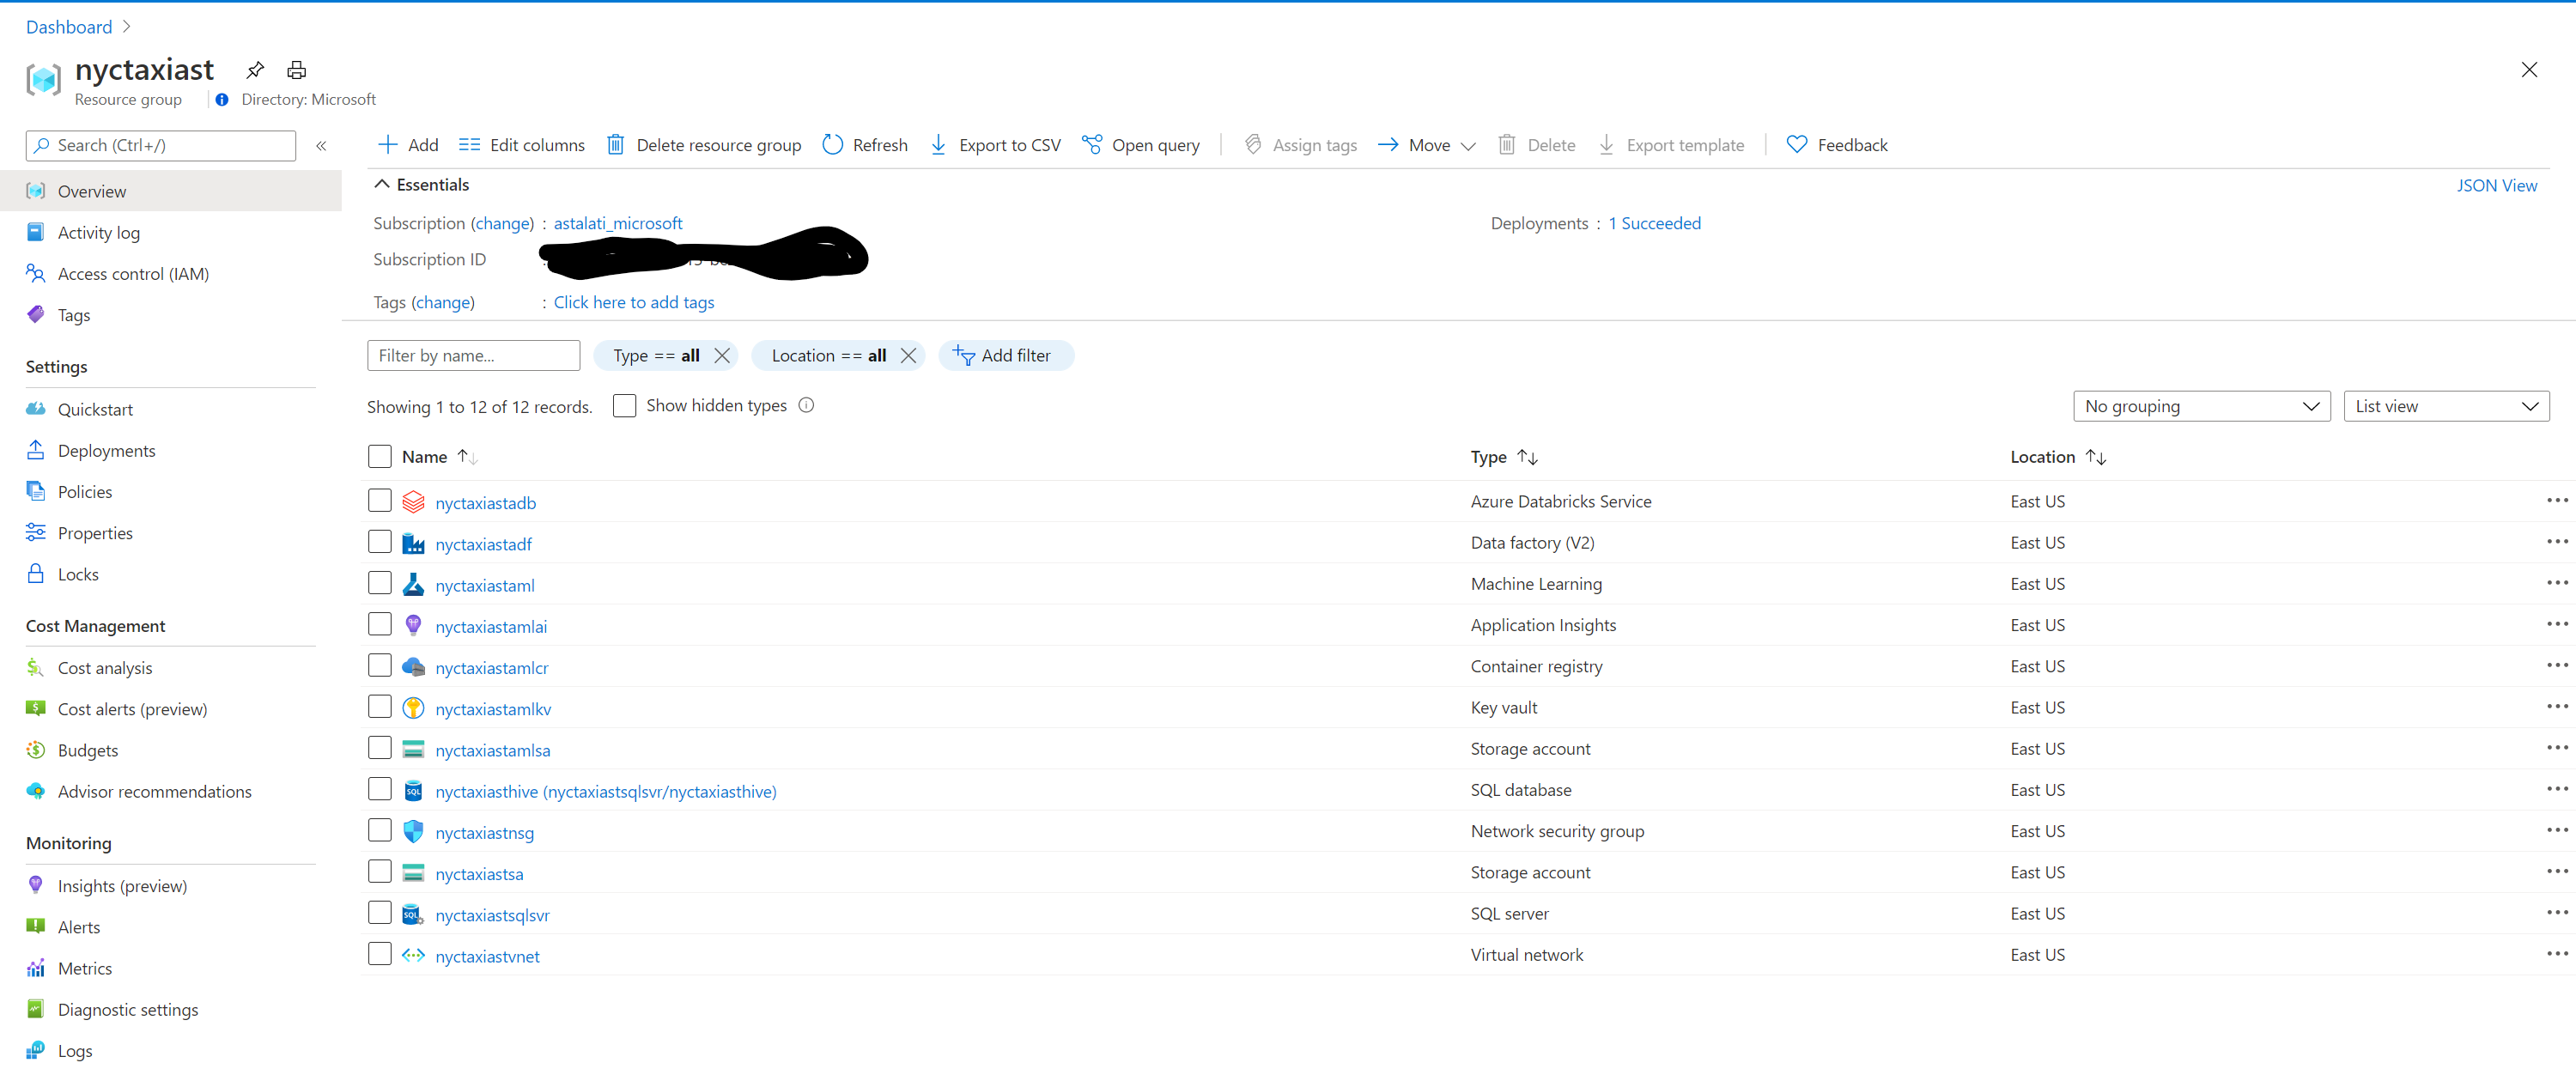 Dashboard
nyctaxiast
Resource group
Directory: Microsoft
Search (Ctrl+/)
Overview
Activity log
Access control (IAM)
Tags
Settings
Quickstart
Deployments
Policies
Properties
Locks
Cost Management
Cost analysis
Cost alerts (preview)
Budgets
Advisor recommendations
Monitoring
Insights (preview)
Alerts
Metrics
Diagnostic settings
Logs
Add Edit columns Delete resource group Refresh Export to CSV Open query Assign tags Move Delete Export template Feedback
Essentials
JSON View
Subscription (change) : astalati_microsoft
Deployments : 1 Succeeded
Subscription ID :
Tags (change) : Click here to add tags
Filter by name... Type == all Location == all Add filter
Showing 1 to 12 of 12 records. Show hidden types No grouping List view
Name Type Location
nyctaxiastadb Azure Databricks Service East US
nyctaxiastadf Data factory (V2) East US
nyctaxiastaml Machine Learning East US
nyctaxiastamlai Application Insights East US
nyctaxiastamlcr Container registry East US
nyctaxiastamlkv Key vault East US
nyctaxiastamlsa Storage account East US
nyctaxiasthive (nyctaxiastsqlsvr/nyctaxiasthive) SQL database East US
nyctaxiastnsg Network security group East US
nyctaxiastsa Storage account East US
nyctaxiastsqlsvr SQL server East US
nyctaxiastvnet Virtual network East US